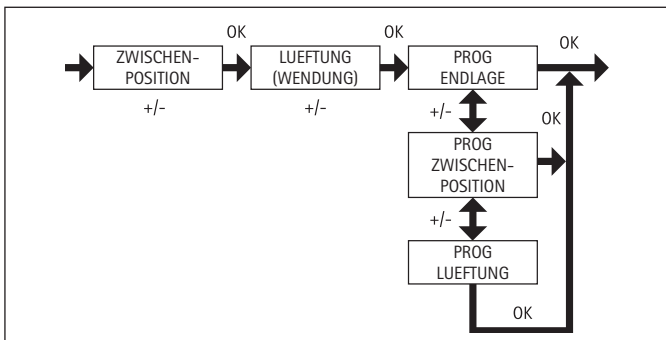 OK
OK
OK
ZWISCHEN-
POSITION
LUEFTUNG
(WENDUNG)
PROG
ENDLAGE
+/-
+/-
+/-
OK
PROG
ZWISCHEN-
POSITION
+/-
PROG
LUEFTUNG
OK